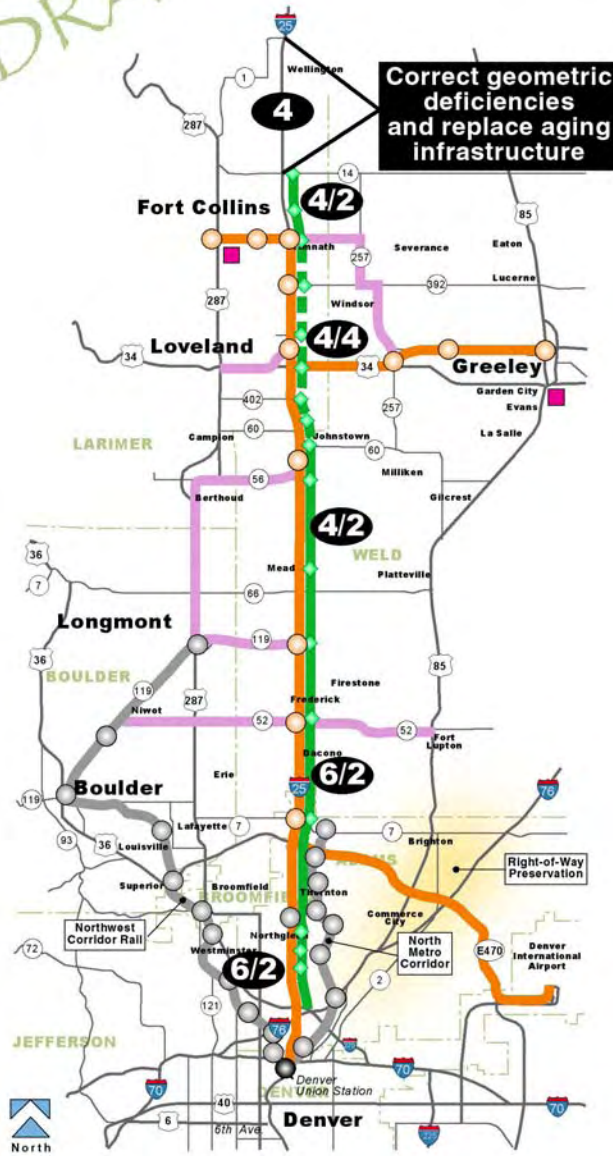 DRA
25
Wellington
1
Correct geometric
deficiencies
and replace aging
infrastructure
4
287
14
4/2
85
Fort Collins
Severance
Eaton
257
392
Lucerne
287
Windsor
4/4
Loveland
34
34
Greeley
Garden City
402
257
Evans
60
La Salle
Campion
Johnstown
LARIMER
60
Milliken
56
Gilcrest
Berthoud
4/2
36
WELD
7
Mead
Platteville
66
Longmont
119
36
85
BOULDER
119
287
Firestone
Niwot
Frederick
52
52
Fort
Lupton
Dacono
Erie
6/2
25
76
Boulder
119
Lafayette
7
7
93
36
Louisville
Brighton
ADAMS
Right-of-Way
Preservation
Superior
Broomfield
Thornton
Commerce
City
Northwest
Corridor Rail
Northglenn
North
Metro
Corridor
72
Westminster
6/2
E470
Denver
International
Airport
2
121
76
JEFFERSON
Denver
Union Station
70
70
DENVER
40
70
6
6th Ave.
Denver
225
North